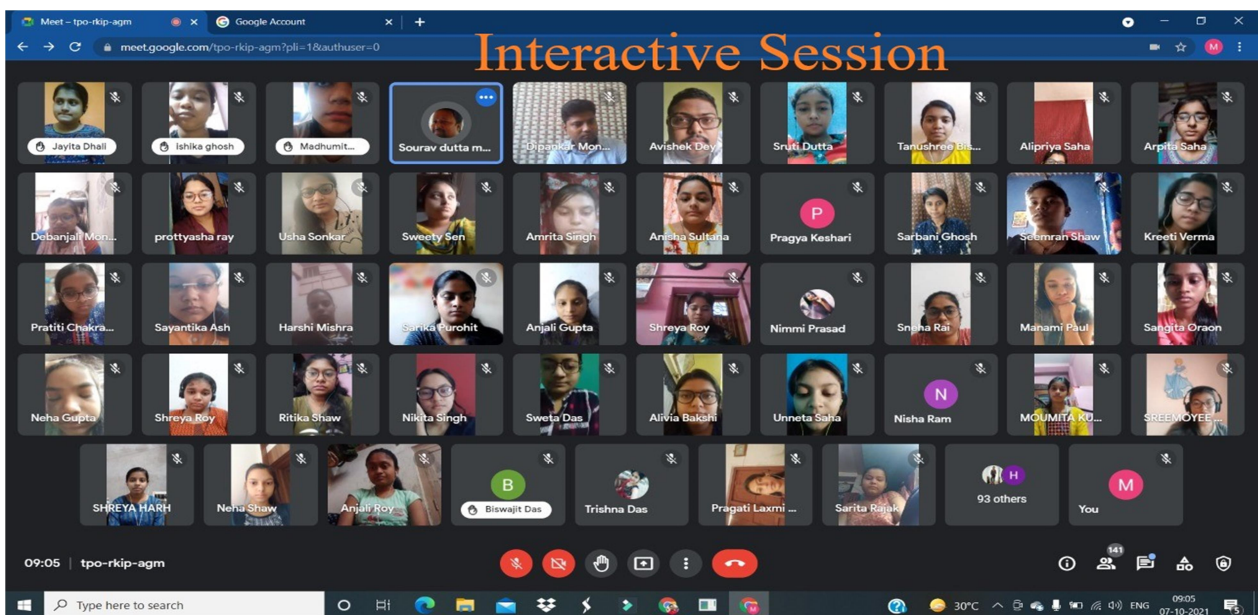 Meet – tpo-rkip-agm
Google Account
meet.google.com/tpo-rkip-agm?pli=1&authuser=0
M
Interactive Session
Jayita Dhali
Ishika ghosh
Madhumit...
Sourav dutta m...
Dipankar Mon...
Avishek Dey
Sruti Dutta
Tanushree Bis...
Alipriya Saha
Arpita Saha
Debanjali Mon...
prottyasha ray
Usha Sonkar
Sweety Sen
Amrita Singh
Anisha Sultana
P
Pragya Keshari
Sarbani Ghosh
Seemran Shaw
Kreeti Verma
Pratiti Chakra...
Sayantika Ash
Harshi Mishra
Sarika Purohit
Anjali Gupta
Shreya Roy
Nimmi Prasad
Sneha Rai
Manami Paul
Sangita Oraon
Neha Gupta
Shreya Roy
Ritika Shaw
Nikita Singh
Sweta Das
Alivia Bakshi
Unneta Saha
N
Nisha Ram
MOUMITA KU...
SREEMOYEE ...
SHREYA HARH
Neha Shaw
Anjali Roy
B
Biswajit Das
Trishna Das
Pragati Laxmi ...
Sarita Rajak
H
93 others
M
You
09:05 | tpo-rkip-agm
141
Type here to search
30°C
ENG
09:05
07-10-2021
5